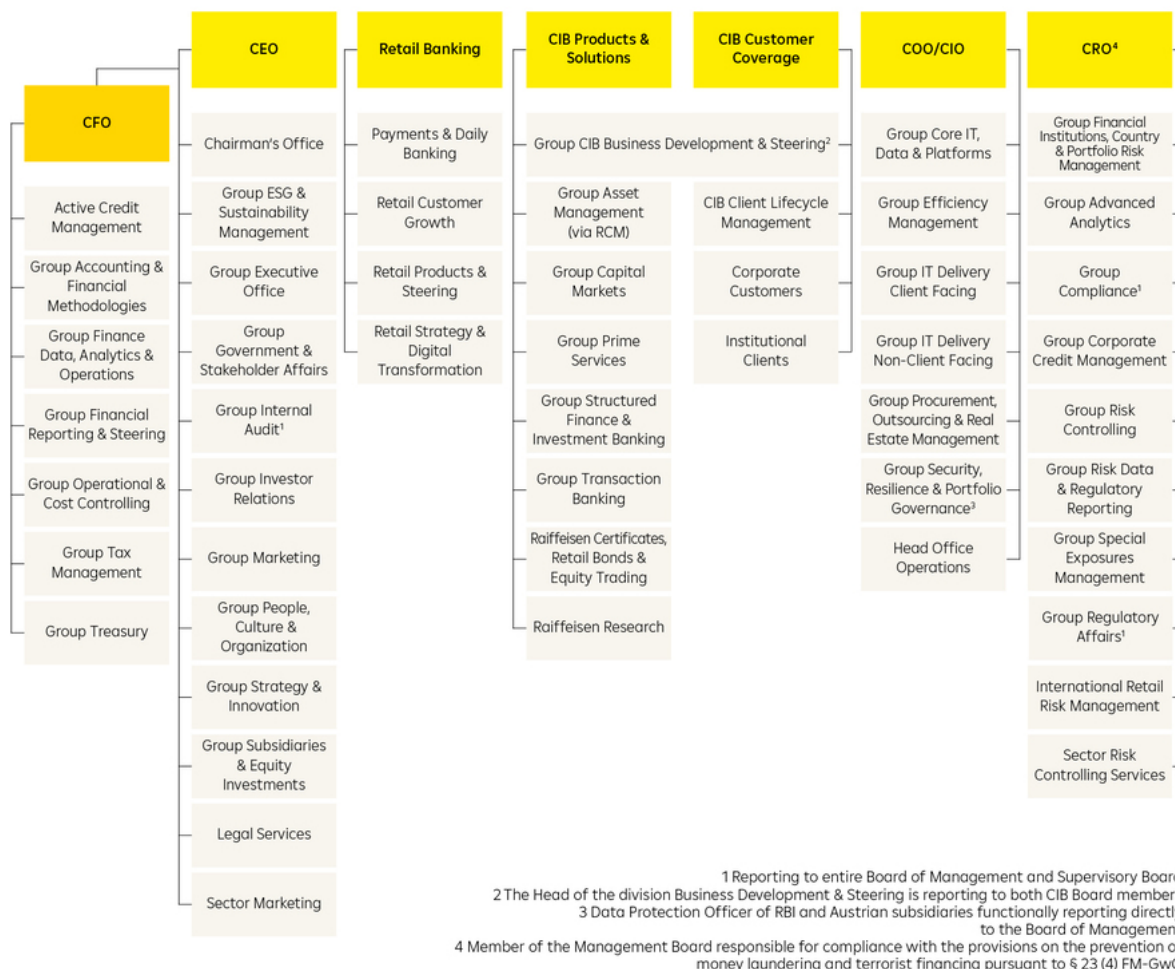 CEO
Retail Banking
CIB Products &
Solutions
CIB Customer
Coverage
COO/CIO
CRO⁴
CFO
Active Credit
Management
Group Accounting &
Financial
Methodologies
Group Finance
Data, Analytics &
Operations
Group Financial
Reporting & Steering
Group Operational &
Cost Controlling
Group Tax
Management
Group Treasury
Chairman's Office
Group ESG &
Sustainability
Management
Group Executive
Office
Group
Government &
Stakeholder Affairs
Group Internal
Audit¹
Group Investor
Relations
Group Marketing
Group People,
Culture &
Organization
Group Strategy &
Innovation
Group Subsidiaries
& Equity
Investments
Legal Services
Sector Marketing
Payments & Daily
Banking
Retail Customer
Growth
Retail Products &
Steering
Retail Strategy &
Digital
Transformation
Group CIB Business Development & Steering²
Group Asset
Management
(via RCM)
Group Capital
Markets
Group Prime
Services
Group Structured
Finance &
Investment Banking
Group Transaction
Banking
Raiffeisen Certificates,
Retail Bonds &
Equity Trading
Raiffeisen Research
CIB Client Lifecycle
Management
Corporate
Customers
Institutional
Clients
Group Core IT,
Data & Platforms
Group Efficiency
Management
Group IT Delivery
Client Facing
Group IT Delivery
Non-Client Facing
Group Procurement,
Outsourcing & Real
Estate Management
Group Security,
Resilience & Portfolio
Governance³
Head Office
Operations
Group Financial
Institutions, Country
& Portfolio Risk
Management
Group Advanced
Analytics
Group
Compliance¹
Group Corporate
Credit Management
Group Risk
Controlling
Group Risk Data
& Regulatory
Reporting
Group Special
Exposures
Management
Group Regulatory
Affairs¹
International Retail
Risk Management
Sector Risk
Controlling Services
1 Reporting to entire Board of Management and Supervisory
2 The Head of the division Business Development & Steering is reporting to both CIB Board
3 Data Protection Officer of RBI and Austrian subsidiaries functionally reporting
to the Board of
4 Member of the Management Board responsible for compliance with the provisions on the prevention
money laundering and terrorist financing pursuant to § 23 (4)